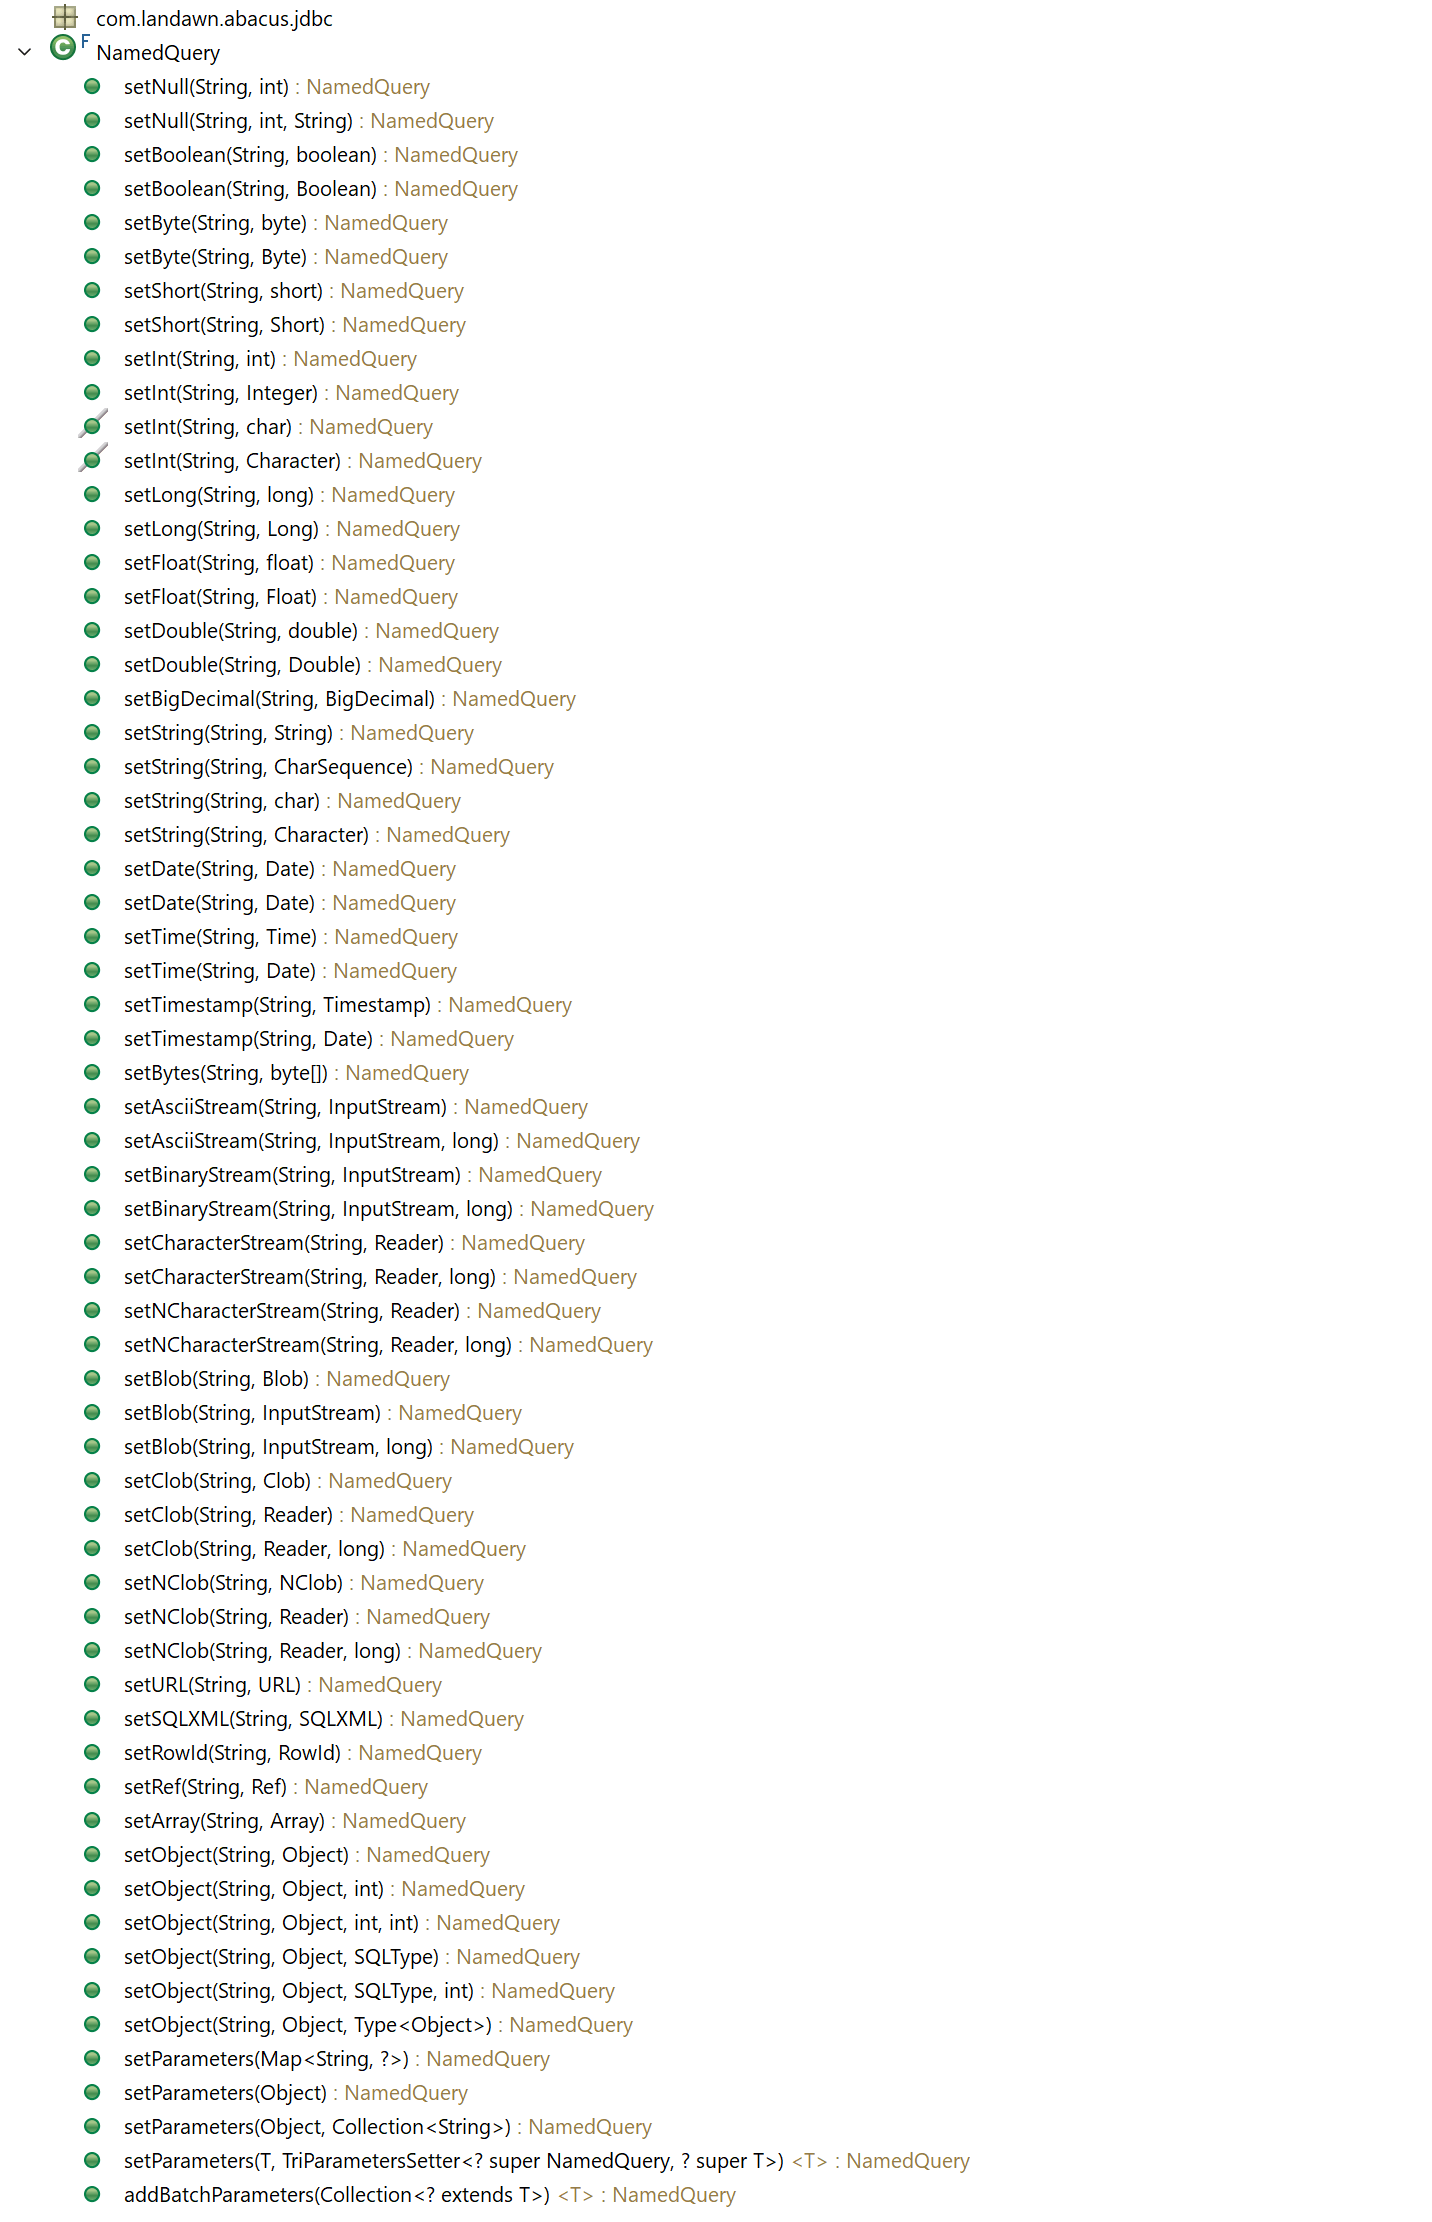 com.landawn.abacus.jdbc
F
NamedQuery
setNull(String, int) : NamedQuery
setNull(String, int, String) : NamedQuery
setBoolean(String, boolean) : NamedQuery
setBoolean(String, Boolean) : NamedQuery
setByte(String, byte) : NamedQuery
setByte(String, Byte) : NamedQuery
setShort(String, short) : NamedQuery
setShort(String, Short) : NamedQuery
setInt(String, int) : NamedQuery
setInt(String, Integer) : NamedQuery
setInt(String, char) : NamedQuery
setInt(String, Character) : NamedQuery
setLong(String, long) : NamedQuery
setLong(String, Long) : NamedQuery
setFloat(String, float) : NamedQuery
setFloat(String, Float) : NamedQuery
setDouble(String, double) : NamedQuery
setDouble(String, Double) : NamedQuery
setBigDecimal(String, BigDecimal) : NamedQuery
setString(String, String) : NamedQuery
setString(String, CharSequence) : NamedQuery
setString(String, char) : NamedQuery
setString(String, Character) : NamedQuery
setDate(String, Date) : NamedQuery
setDate(String, Date) : NamedQuery
setTime(String, Time) : NamedQuery
setTime(String, Date) : NamedQuery
setTimestamp(String, Timestamp) : NamedQuery
setTimestamp(String, Date) : NamedQuery
setBytes(String, byte[]) : NamedQuery
setAsciiStream(String, InputStream) : NamedQuery
setAsciiStream(String, InputStream, long) : NamedQuery
setBinaryStream(String, InputStream) : NamedQuery
setBinaryStream(String, InputStream, long) : NamedQuery
setCharacterStream(String, Reader) : NamedQuery
setCharacterStream(String, Reader, long) : NamedQuery
setNCharacterStream(String, Reader) : NamedQuery
setNCharacterStream(String, Reader, long) : NamedQuery
setBlob(String, Blob) : NamedQuery
setBlob(String, InputStream) : NamedQuery
setBlob(String, InputStream, long) : NamedQuery
setClob(String, Clob) : NamedQuery
setClob(String, Reader) : NamedQuery
setClob(String, Reader, long) : NamedQuery
setNClob(String, NClob) : NamedQuery
setNClob(String, Reader) : NamedQuery
setNClob(String, Reader, long) : NamedQuery
setURL(String, URL) : NamedQuery
setSQLXML(String, SQLXML) : NamedQuery
setRowId(String, RowId) : NamedQuery
setRef(String, Ref) : NamedQuery
setArray(String, Array) : NamedQuery
setObject(String, Object) : NamedQuery
setObject(String, Object, int) : NamedQuery
setObject(String, Object, int, int) : NamedQuery
setObject(String, Object, SQLType) : NamedQuery
setObject(String, Object, SQLType, int) : NamedQuery
setObject(String, Object, Type<Object>) : NamedQuery
setParameters(Map<String, ?>) : NamedQuery
setParameters(Object) : NamedQuery
setParameters(Object, Collection<String>) : NamedQuery
setParameters(T, TriParametersSetter<? super NamedQuery, ? super T>) <T> : NamedQuery
addBatchParameters(Collection<? extends T>) <T> : NamedQuery